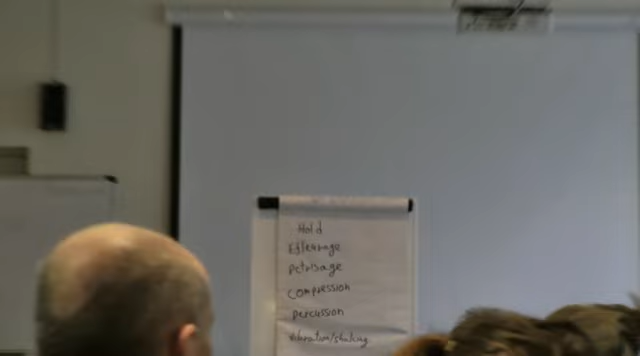 Hold
Effleurage
Petrissage
Compression
Percussion
vibration/shaking